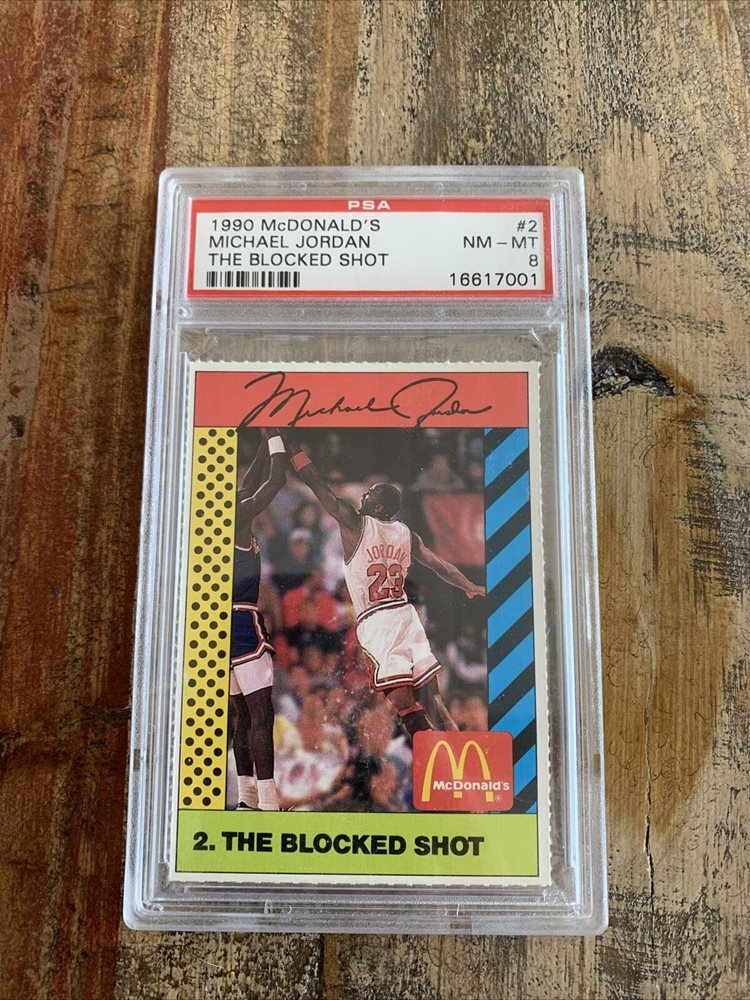 PSA
1990 McDONALD'S #2
MICHAEL JORDAN NM - MT
THE BLOCKED SHOT 8
16617001
Michael Jordan
JORDAN
23
McDonald's
®
2. THE BLOCKED SHOT